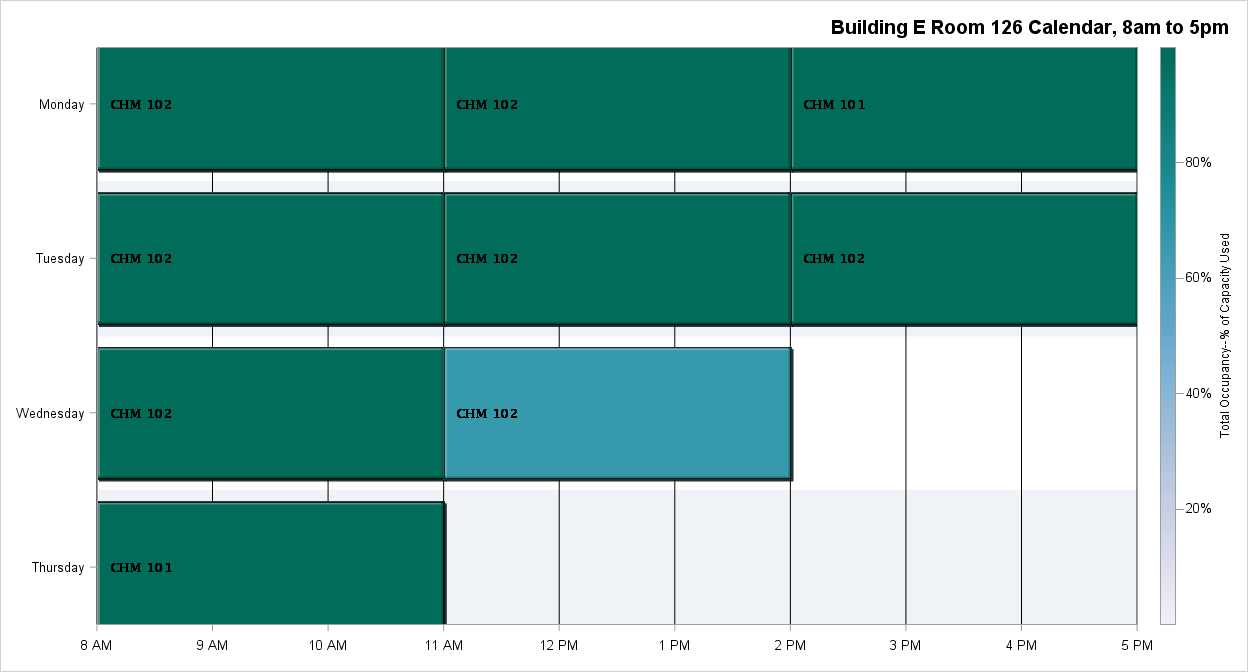 Building E Room 126 Calendar, 8am to 5pm
Monday
CHM 102
CHM 102
CHM 101
Tuesday
CHM 102
CHM 102
CHM 102
Wednesday
CHM 102
CHM 102
Thursday
CHM 101
8 AM
9 AM
10 AM
11 AM
12 PM
1 PM
2 PM
3 PM
4 PM
5 PM
80%
60%
40%
20%
Total Occupancy--% of Capacity Used